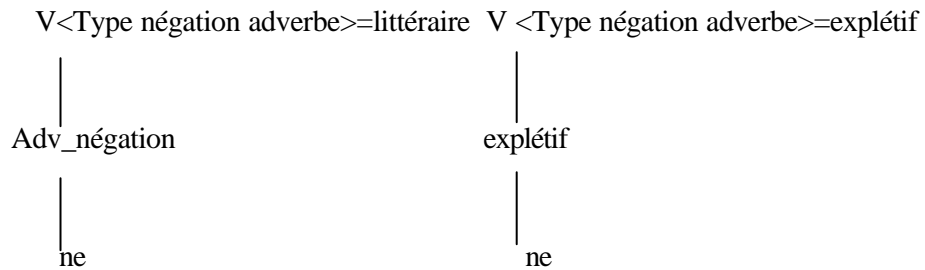 V<Type négation adverbe>=littéraire V <Type négation adverbe>=explétif
Adv_négation explétif
ne ne